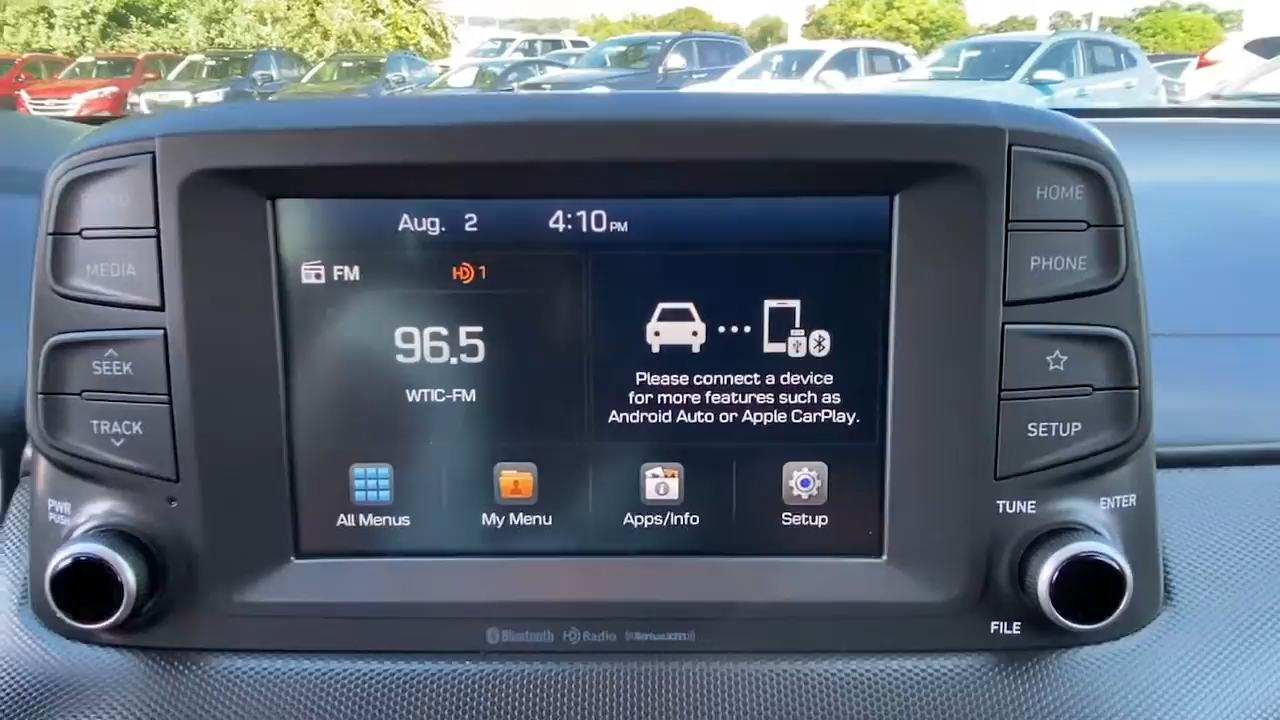 Aug. 2 4:10 PM
MEDIA
SEEK
TRACK
PWR
PUSH
FM HD 1
96.5
WTIC-FM
Please connect a device
for more features such as
Android Auto or Apple CarPlay.
All Menus My Menu Apps/Info Setup
HOME
PHONE
SETUP
TUNE ENTER
FILE
Bluetooth HD Radio SiriusXM